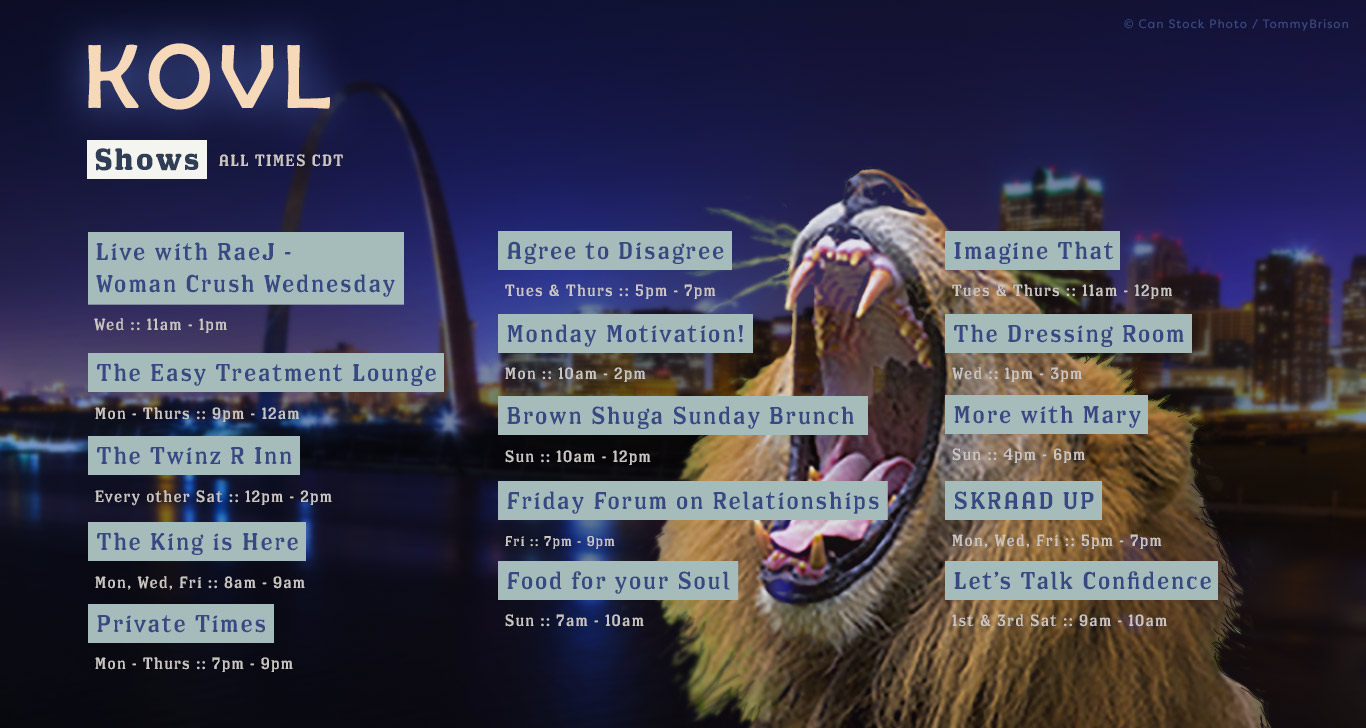 © Can Stock Photo / TommyBrison
KOVL
Shows ALL TIMES CDT
Live with RaeJ -
Woman Crush Wednesday
Wed :: 11am - 1pm
The Easy Treatment Lounge
Mon - Thurs :: 9pm - 12am
The Twinz R Inn
Every other Sat :: 12pm - 2pm
The King is Here
Mon, Wed, Fri :: 8am - 9am
Private Times
Mon - Thurs :: 7pm - 9pm
Agree to Disagree
Tues & Thurs :: 5pm - 7pm
Monday Motivation!
Mon :: 10am - 2pm
Brown Shuga Sunday Brunch
Sun :: 10am - 12pm
Friday Forum on Relationships
Fri :: 7pm - 9pm
Food for your Soul
Sun :: 7am - 10am
Imagine That
Tues & Thurs :: 11am - 12pm
The Dressing Room
Wed :: 1pm - 3pm
More with Mary
Sun :: 4pm - 6pm
SKRAAD UP
Mon, Wed, Fri :: 5pm - 7pm
Let's Talk Confidence
1st & 3rd Sat :: 9am - 10am